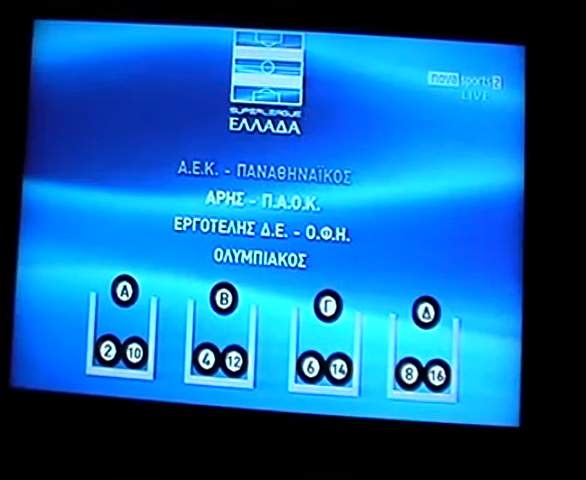 nova sports 2
LIVE
SUPERLEAGUE
ΕΛΛΑΔΑ
Α.Ε.Κ. - ΠΑΝΑΘΗΝΑΪΚΟΣ
ΑΡΗΣ - Π.Α.Ο.Κ.
ΕΡΓΟΤΕΛΗΣ Δ.Ε. - Ο.Φ.Η.
ΟΛΥΜΠΙΑΚΟΣ
Α Β Γ Δ
2 10 4 12 6 14 8 16